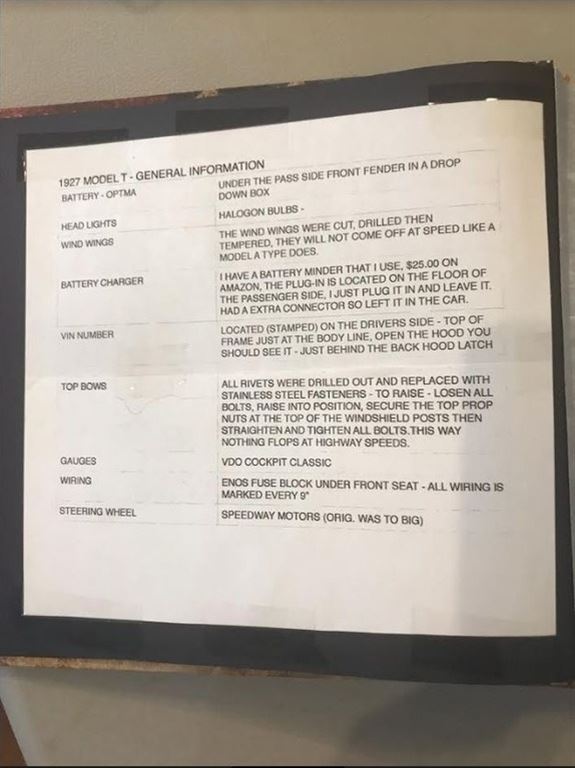 1927 MODEL T - GENERAL INFORMATION
BATTERY - OPTMA
UNDER THE PASS SIDE FRONT FENDER IN A DROP
DOWN BOX
HEAD LIGHTS
HALOGON BULBS -
WIND WINGS
THE WIND WINGS WERE CUT, DRILLED THEN
TEMPERED, THEY WILL NOT COME OFF AT SPEED LIKE A
MODEL A TYPE DOES.
BATTERY CHARGER
I HAVE A BATTERY MINDER THAT I USE, $25.00 ON
AMAZON, THE PLUG-IN IS LOCATED ON THE FLOOR OF
THE PASSENGER SIDE, I JUST PLUG IT IN AND LEAVE IT.
HAD A EXTRA CONNECTOR SO LEFT IT IN THE CAR.
VIN NUMBER
LOCATED (STAMPED) ON THE DRIVERS SIDE - TOP OF
FRAME JUST AT THE BODY LINE, OPEN THE HOOD YOU
SHOULD SEE IT - JUST BEHIND THE BACK HOOD LATCH
TOP BOWS
ALL RIVETS WERE DRILLED OUT AND REPLACED WITH
STAINLESS STEEL FASTENERS - TO RAISE - LOSEN ALL
BOLTS, RAISE INTO POSITION, SECURE THE TOP PROP
NUTS AT THE TOP OF THE WINDSHIELD POSTS THEN
STRAIGHTEN AND TIGHTEN ALL BOLTS.THIS WAY
NOTHING FLOPS AT HIGHWAY SPEEDS.
GAUGES
VDO COCKPIT CLASSIC
WIRING
ENOS FUSE BLOCK UNDER FRONT SEAT - ALL WIRING IS
MARKED EVERY 9"
STEERING WHEEL
SPEEDWAY MOTORS (ORIG. WAS TO BIG)